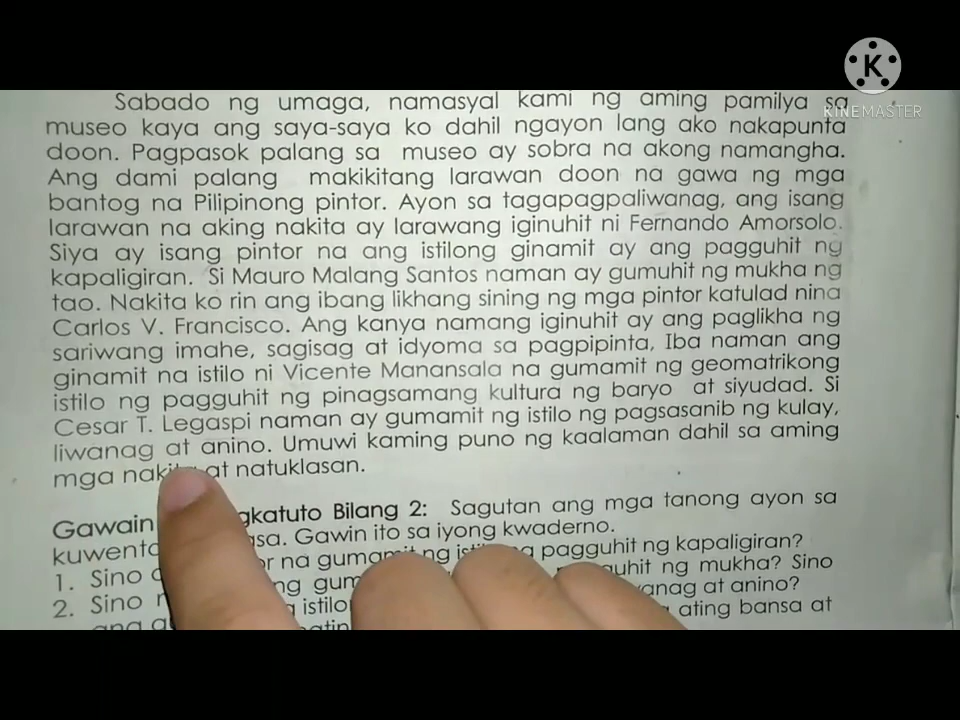 K
KINEMASTER
Sabado ng umaga, namasyal kami ng aming pamilya sa
museo kaya ang saya-saya ko dahil ngayon lang ako nakapunta
doon. Pagpasok palang sa museo ay sobra na akong namangha.
Ang dami palang makikitang larawan doon na gawa ng mga
bantog na Pilipinong pintor. Ayon sa tagapagpaliwanag, ang isang
larawan na aking nakita ay larawang iginuhit ni Fernando Amorsolo.
Siya ay isang pintor na ang istilong ginamit ay ang pagguhit ng
kapaligiran. Si Mauro Malang Santos naman ay gumuhit ng mukha ng
tao. Nakita ko rin ang ibang likhang sining ng mga pintor katulad nina
Carlos V. Francisco. Ang kanya namang iginuhit ay ang paglikha ng
sariwang imahe, sagisag at idyoma sa pagpipinta, Iba naman ang
ginamit na istilo ni Vicente Manansala na gumamit ng geomatrikong
istilo ng pagguhit ng pinagsamang kultura ng baryo at siyudad. Si
Cesar T. Legaspi naman ay gumamit ng istilo ng pagsasanib ng kulay,
liwanag at anino. Umuwi kaming puno ng kaalaman dahil sa aming
mga nakita at natuklasan.
Gawain Bilang 2: Sagutan ang mga tanong ayon sa
Gawin ito sa iyong kwaderno.
1. Sino na gumamit ng pagguhit ng kapaligiran?
2. Sino ng mukha? Sino
istilo at anino?
ating bansa at